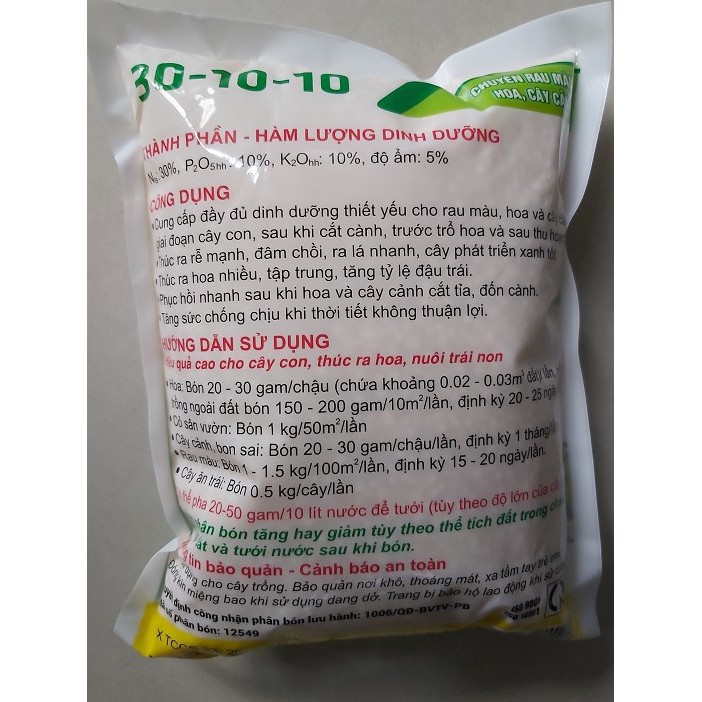 30-10-10
CHUYÊN RAU MÀU
HOA, CÂY CẢ
THÀNH PHẦN - HÀM LƯỢNG DINH DƯỠNG
Nts:30%, P2O5hh: 10%, K2Ohh: 10%, độ ẩm: 5%
CÔNG DỤNG
•Cung cấp đầy đủ dinh dưỡng thiết yếu cho rau màu, hoa và cây cả
giai đoạn cây con, sau khi cắt cành, trước trổ hoa và sau thu hoạ
•Thúc ra rễ mạnh, đâm chồi, ra lá nhanh, cây phát triển xanh tốt.
•Thúc ra hoa nhiều, tập trung, tăng tỷ lệ đậu trái.
•Phục hồi nhanh sau khi hoa và cây cảnh cắt tỉa, đốn cành.
•Tăng sức chống chịu khi thời tiết không thuận lợi.
HƯỚNG DẪN SỬ DỤNG
quả cao cho cây con, thúc ra hoa, nuôi trái non
• Hoa: Bón 20 - 30 gam/chậu (chứa khoảng 0.02 - 0.03m³ đất)/ lần,
trồng ngoài đất bón 150 - 200 gam/10m²/lần, định kỳ 20 - 25 ngày
• Cỏ sân vườn: Bón 1 kg/50m²/lần
• Cây cảnh, bon sai: Bón 20 - 30 gam/chậu/lần, định kỳ 1 tháng/
• Rau màu: Bón 1 - 1.5 kg/100m²/lần, định kỳ 15 - 20 ngày/lần.
• Cây ăn trái: Bón 0.5 kg/cây/lần
thể pha 20-50 gam/10 lít nước để tưới (tùy theo độ lớn của
phân bón tăng hay giảm tùy theo thể tích đất trong
và tưới nước sau khi bón.
tin bảo quản - Cảnh báo an toàn
dụng cho cây trồng. Bảo quản nơi khô, thoáng mát, xa tầm tay trẻ em.
Đóng kín miệng bao khi sử dụng dang dở. Trang bị bảo hộ lao động khi sử
định công nhận phân bón lưu hành: 1006/QĐ-BVTV-PB
số phân bón: 12549
ISO 9001
X TCCS